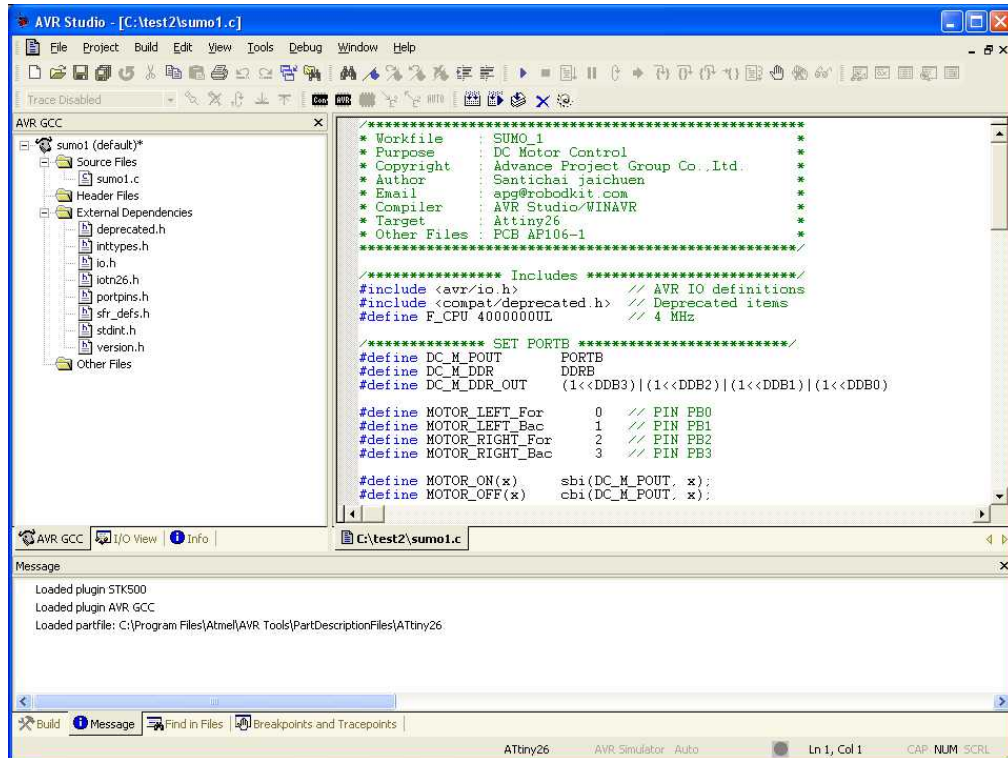 AVR Studio - [C:\test2\sumo1.c]
File Project Build Edit View Tools Debug Window Help
Trace Disabled
Con AVR AUTO
AVR GCC
sumo1 (default)*
Source Files
sumo1.c
Header Files
External Dependencies
deprecated.h
inttypes.h
io.h
iotn26.h
portpins.h
sfr_defs.h
stdint.h
version.h
Other Files
AVR GCC I/O View Info
/*****************************************************
* Workfile : SUMO_1 *
* Purpose : DC Motor Control *
* Copyright : Advance Project Group Co.,Ltd. *
* Author : Santichai jaichuen *
* Email : apg@robodkit.com *
* Compiler : AVR Studio/WINAVR *
* Target : Attiny26 *
* Other Files : PCB AP106-1 *
*****************************************************/
/**************** Includes *************************/
#include <avr/io.h> // AVR IO definitions
#include <compat/deprecated.h> // Deprecated items
#define F_CPU 4000000UL // 4 MHz
/************** SET PORTB *************************/
#define DC_M_POUT PORTB
#define DC_M_DDR DDRB
#define DC_M_DDR_OUT (1<<DDB3)|(1<<DDB2)|(1<<DDB1)|(1<<DDB0)
#define MOTOR_LEFT_For 0 // PIN PB0
#define MOTOR_LEFT_Bac 1 // PIN PB1
#define MOTOR_RIGHT_For 2 // PIN PB2
#define MOTOR_RIGHT_Bac 3 // PIN PB3
#define MOTOR_ON(x) sbi(DC_M_POUT, x);
#define MOTOR_OFF(x) cbi(DC_M_POUT, x);
C:\test2\sumo1.c
Message
Loaded plugin STK500
Loaded plugin AVR GCC
Loaded partfile: C:\Program Files\Atmel\AVR Tools\PartDescriptionFiles\ATtiny26
Build Message Find in Files Breakpoints and Tracepoints
ATtiny26 AVR Simulator Auto Ln 1, Col 1 CAP NUM SCRL